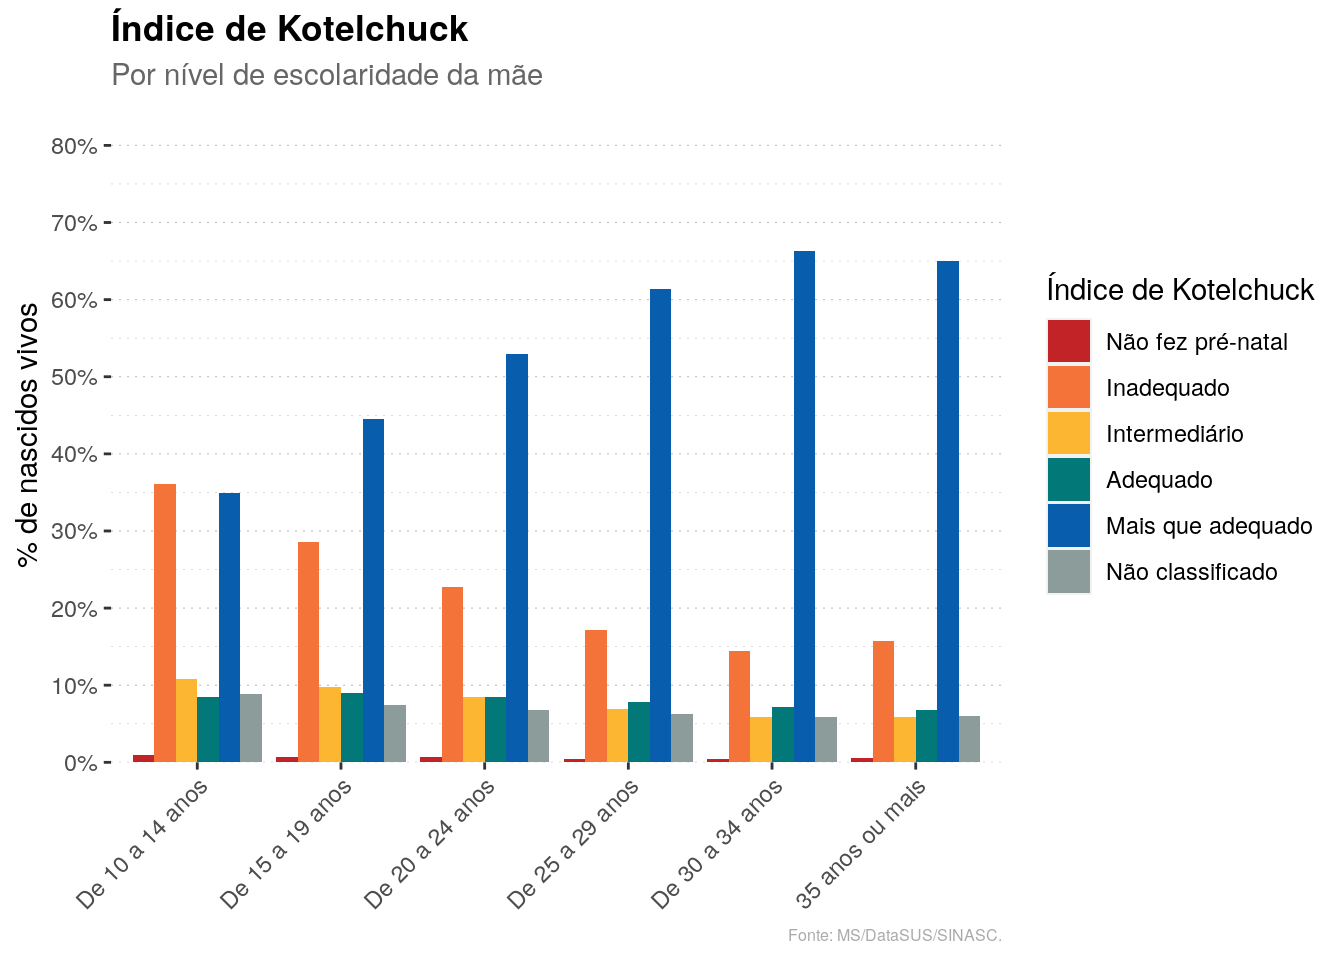 Índice de Kotelchuck
Por nível de escolaridade da mãe
% de nascidos vivos
80%
70%
60%
50%
40%
30%
20%
10%
0%
De 10 a 14 anos
De 15 a 19 anos
De 20 a 24 anos
De 25 a 29 anos
De 30 a 34 anos
35 anos ou mais
Índice de Kotelchuck
Não fez pré-natal
Inadequado
Intermediário
Adequado
Mais que adequado
Não classificado
Fonte: MS/DataSUS/SINASC.